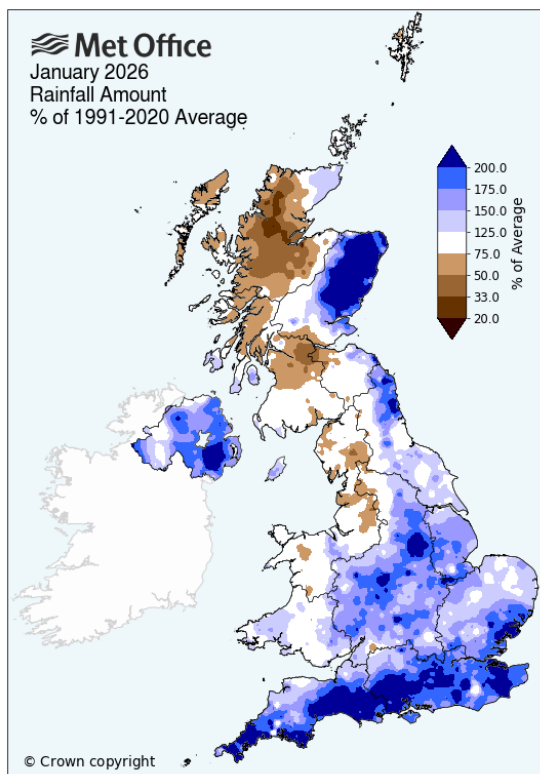 Met Office
January 2026
Rainfall Amount
% of 1991-2020 Average
200.0
175.0
150.0
125.0
75.0
50.0
33.0
20.0
% of Average
© Crown copyright